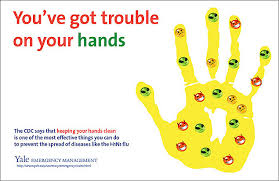 You've got trouble
on your hands
The CDC says that keeping your hands clean
is one of the most effective things you can do
to prevent the spread of diseases like the H1N1 flu
Yale EMERGENCY MANAGEMENT